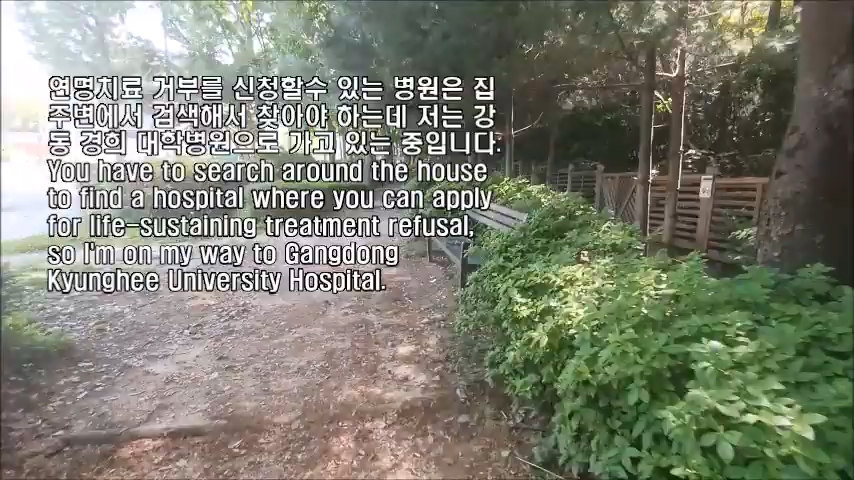 연명치료 거부를 신청할수 있는 병원은 집
주변에서 검색해서 찾아야 하는데 저는 강
동 경희 대학병원으로 가고 있는 중입니다.
You have to search around the house
to find a hospital where you can apply
for life-sustaining treatment refusal,
so I'm on my way to Gangdong
Kyunghee University Hospital.